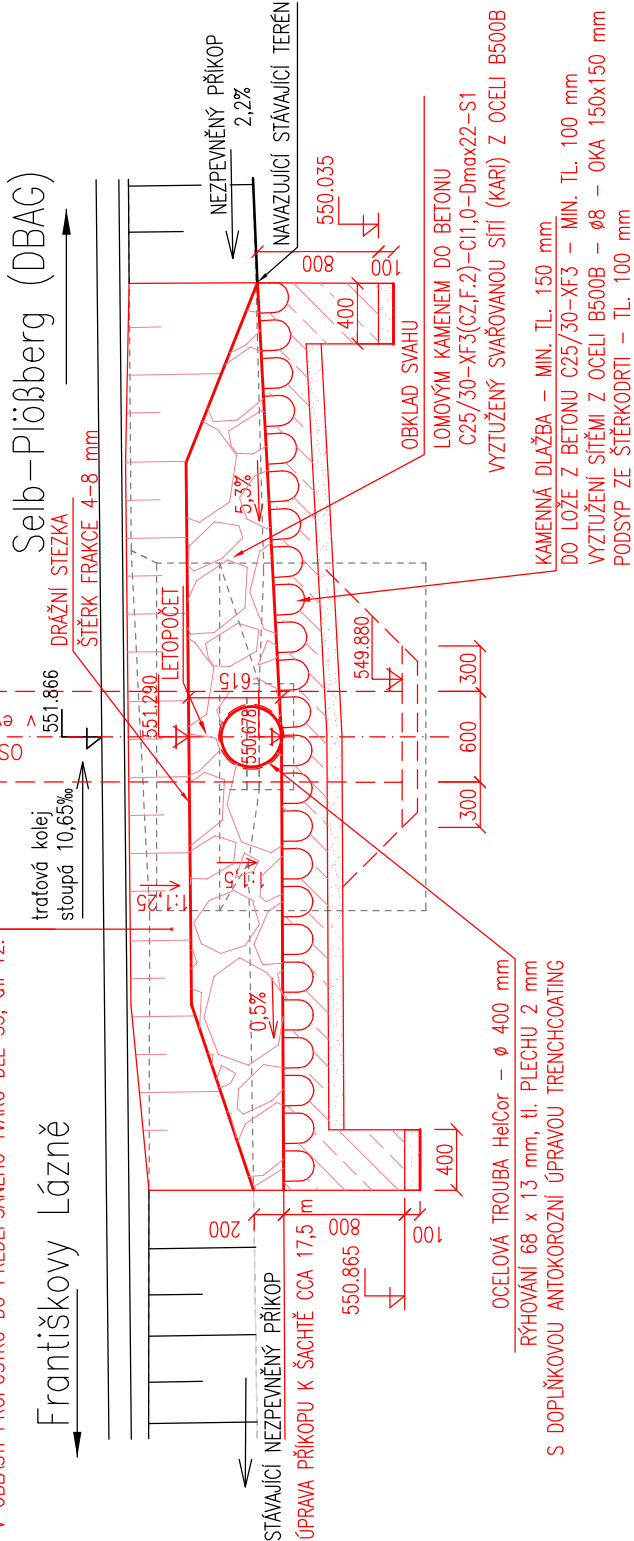 Františkovy Lázně
Selb-Plößberg (DBAG)
traťová kolej
stoupá 10,65‰
551.866
DRÁŽNÍ STEZKA
ŠTĚRK FRAKCE 4-8 mm
NEZPEVNĚNÝ PŘÍKOP
2,2%
NAVAZUJÍCÍ STÁVAJÍCÍ TERÉN
551.290
LETOPOČET
1:1,25
1:1,5
615
550.678
5,3%
0,5%
STÁVAJÍCÍ NEZPEVNĚNÝ PŘÍKOP
ÚPRAVA PŘÍKOPU K ŠACHTĚ CCA 17,5 m
200
800
100
550.865
400
549.880
300
600
300
400
800
100
550.035
OBKLAD SVAHU
LOMOVÝM KAMENEM DO BETONU
C25/30-XF3(CZ,F.2)-Cl1,0-Dmax22-S1
VYZTUŽENÝ SVAŘOVANOU SÍTÍ (KARI) Z OCELI B500B
KAMENNÁ DLAŽBA - MIN. TL. 150 mm
DO LOŽE Z BETONU C25/30-XF3 - MIN. TL. 100 mm
VYZTUŽENÍ SÍTĚMI Z OCELI B500B - ø8 - OKA 150x150 mm
PODSYP ZE ŠTĚRKODRTI - TL. 100 mm
OCELOVÁ TROUBA HelCor - ø 400 mm
RÝHOVÁNÍ 68 x 13 mm, tl. PLECHU 2 mm
S DOPLŇKOVOU ANTOKOROZNÍ ÚPRAVOU TRENCHCOATING